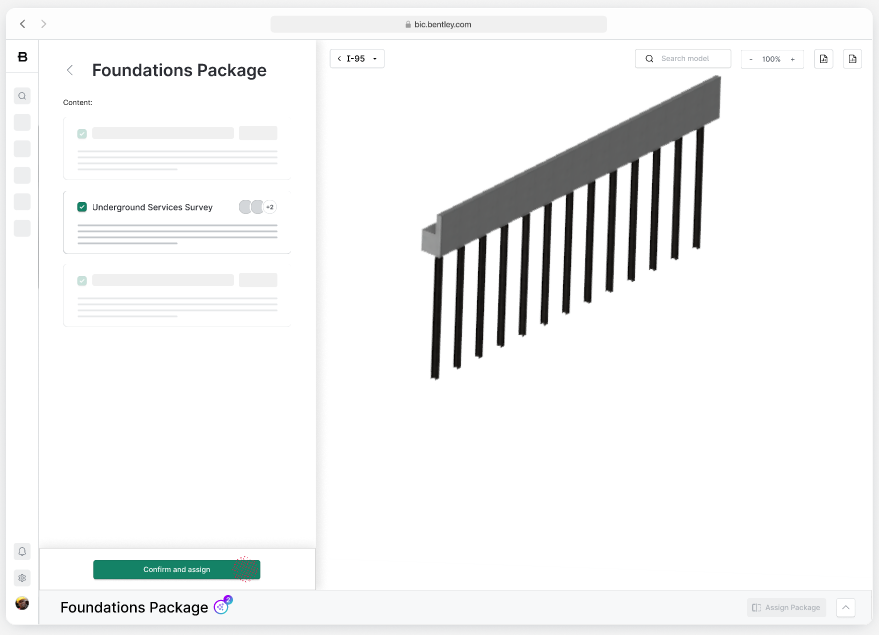 bic.bentley.com
B
Foundations Package
Content:
Underground Services Survey
+2
Confirm and assign
I-95
Search model
- 100% +
Foundations Package
2
Assign Package